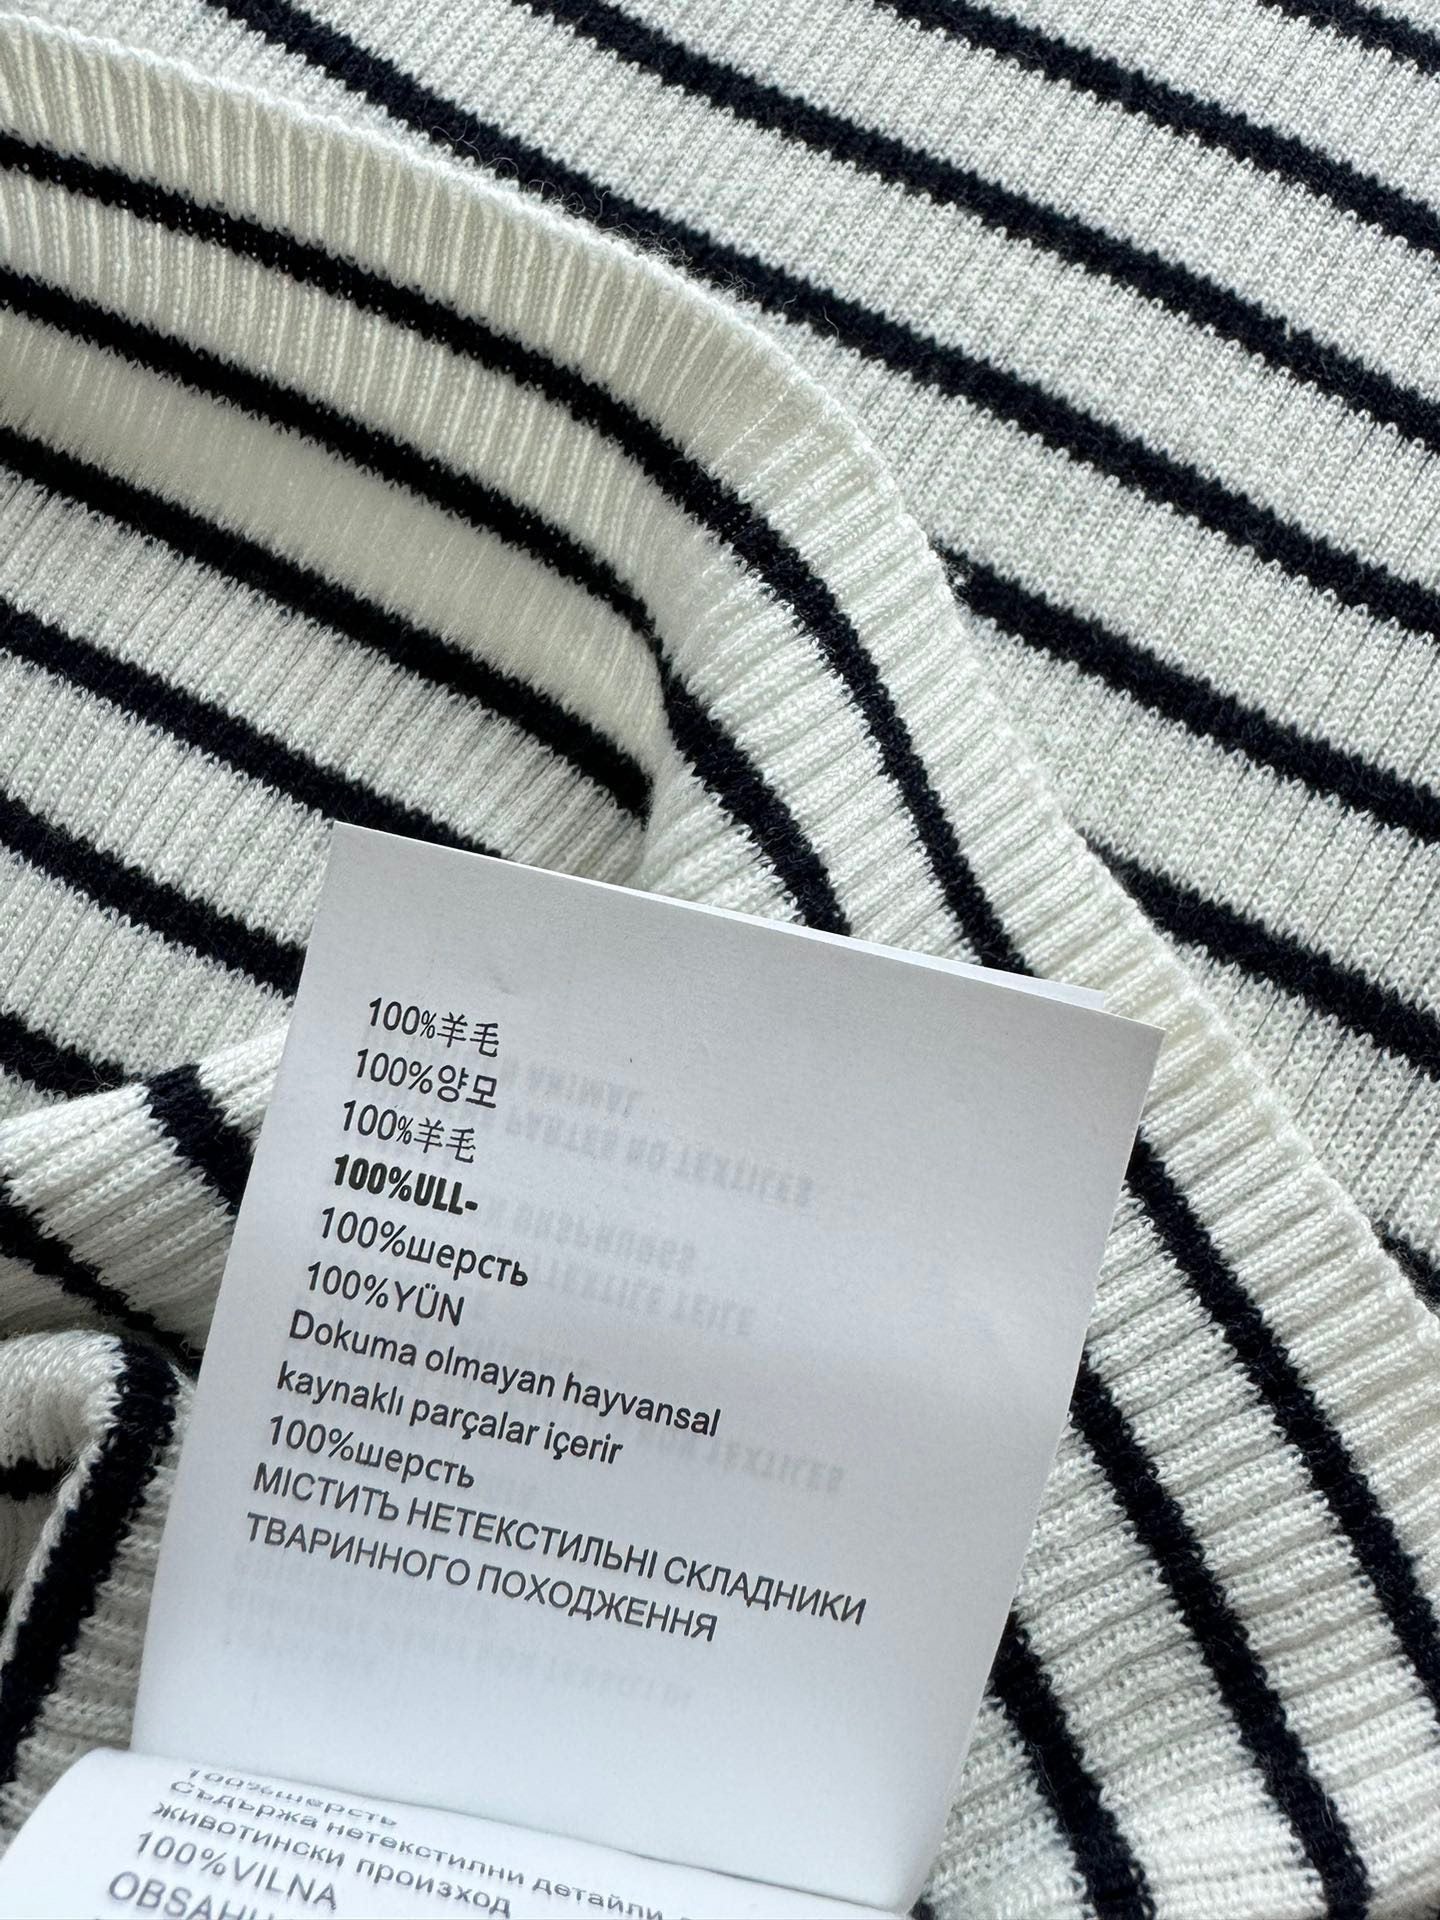 100%羊毛
100%양모
100%羊毛
100%ULL-
100%шерсть
100%YÜN
Dokuma olmayan hayvansal
kaynaklı parçalar içerir
100%шерсть
МІСТИТЬ НЕТЕКСТИЛЬНІ СКЛАДНИКИ
ТВАРИННОГО ПОХОДЖЕННЯ
100%шерсть
Съдържа нетекстилни детайли
животински произход
100%VILNA